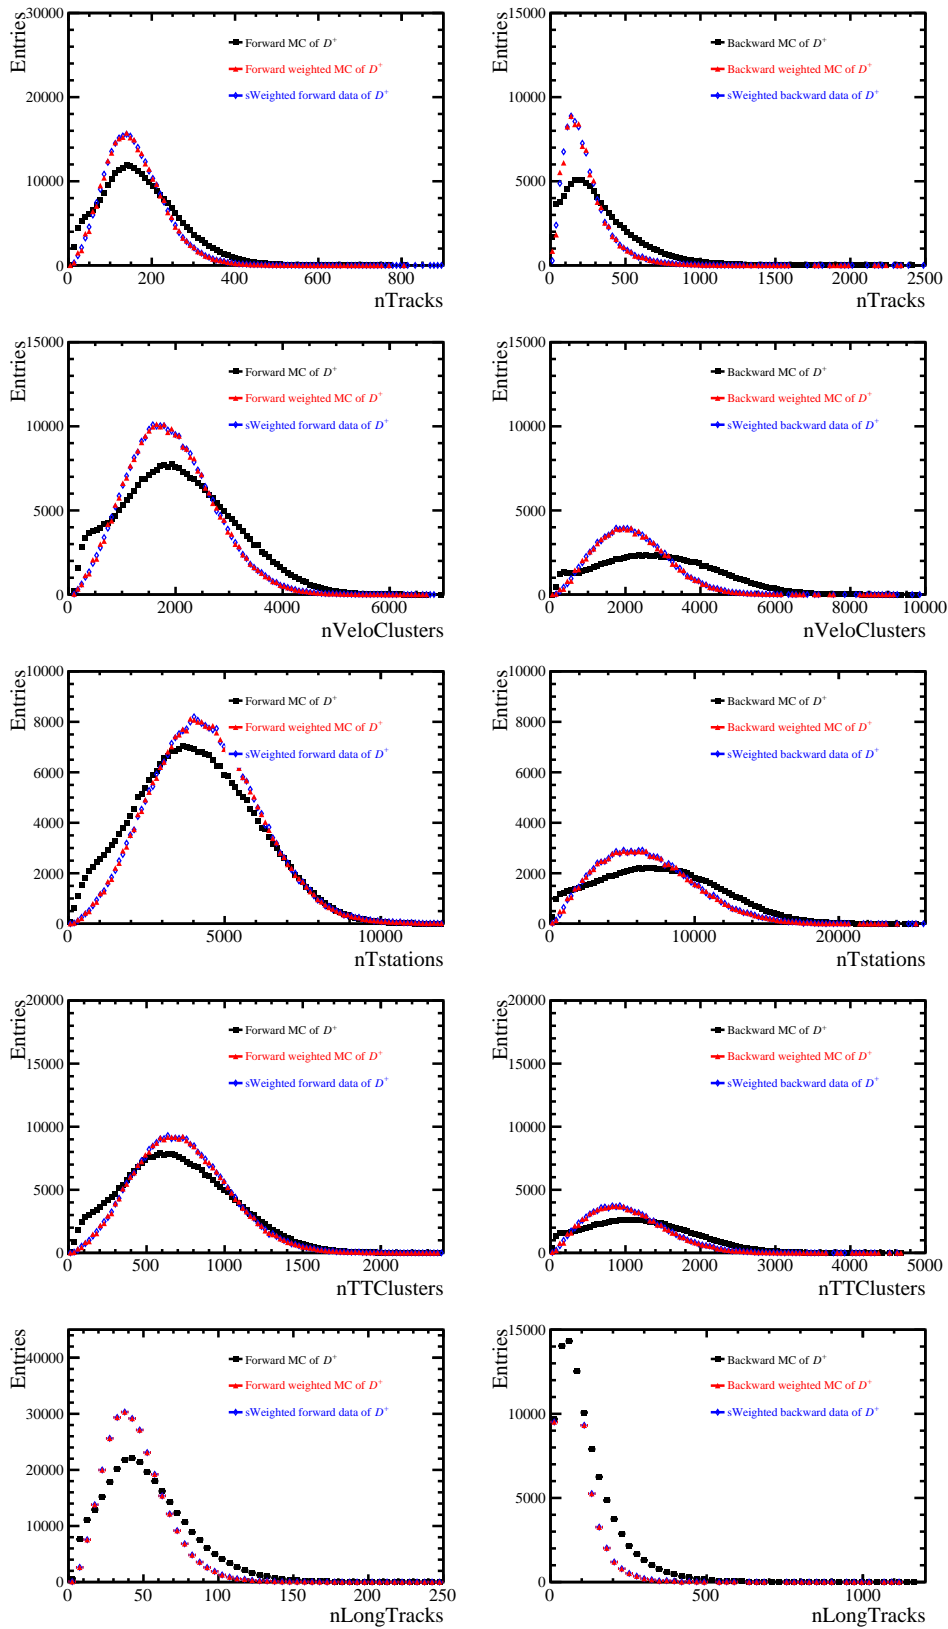 Entries
30000
20000
10000
0
Forward MC of D⁺
Forward weighted MC of D⁺
sWeighted forward data of D⁺
0 200 400 600 800
nTracks
Entries
15000
10000
5000
0
Backward MC of D⁺
Backward weighted MC of D⁺
sWeighted backward data of D⁺
0 500 1000 1500 2000 2500
nTracks
Entries
15000
10000
5000
0
Forward MC of D⁺
Forward weighted MC of D⁺
sWeighted forward data of D⁺
0 2000 4000 6000
nVeloClusters
Entries
15000
10000
5000
0
Backward MC of D⁺
Backward weighted MC of D⁺
sWeighted backward data of D⁺
0 2000 4000 6000 8000 10000
nVeloClusters
Entries
10000
8000
6000
4000
2000
0
Forward MC of D⁺
Forward weighted MC of D⁺
sWeighted forward data of D⁺
0 5000 10000
nTstations
Entries
10000
8000
6000
4000
2000
0
Backward MC of D⁺
Backward weighted MC of D⁺
sWeighted backward data of D⁺
0 10000 20000
nTstations
Entries
20000
15000
10000
5000
0
Forward MC of D⁺
Forward weighted MC of D⁺
sWeighted forward data of D⁺
0 500 1000 1500 2000
nTTClusters
Entries
20000
15000
10000
5000
0
Backward MC of D⁺
Backward weighted MC of D⁺
sWeighted backward data of D⁺
0 1000 2000 3000 4000 5000
nTTClusters
Entries
40000
30000
20000
10000
0
Forward MC of D⁺
Forward weighted MC of D⁺
sWeighted forward data of D⁺
0 50 100 150 200 250
nLongTracks
Entries
15000
10000
5000
0
Backward MC of D⁺
Backward weighted MC of D⁺
sWeighted backward data of D⁺
0 500 1000
nLongTracks